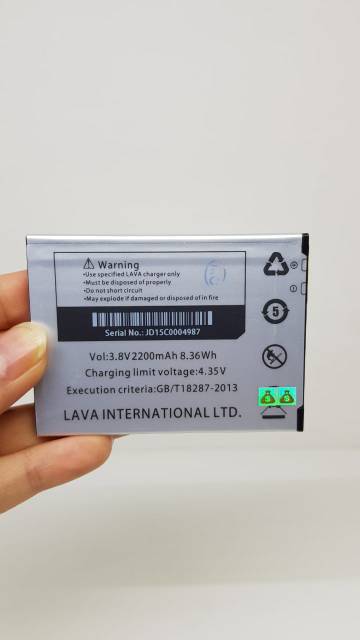 Warning
•Use specified LAVA charger only
•Must be disposed of properly
•Do not short circuit
•May explode if damaged or disposed of in fire
Serial No.: JD15C0004987
Vol:3.8V 2200mAh 8.36Wh
Charging limit voltage:4.35V
Execution criteria:GB/T18287-2013
LAVA INTERNATIONAL LTD.
5